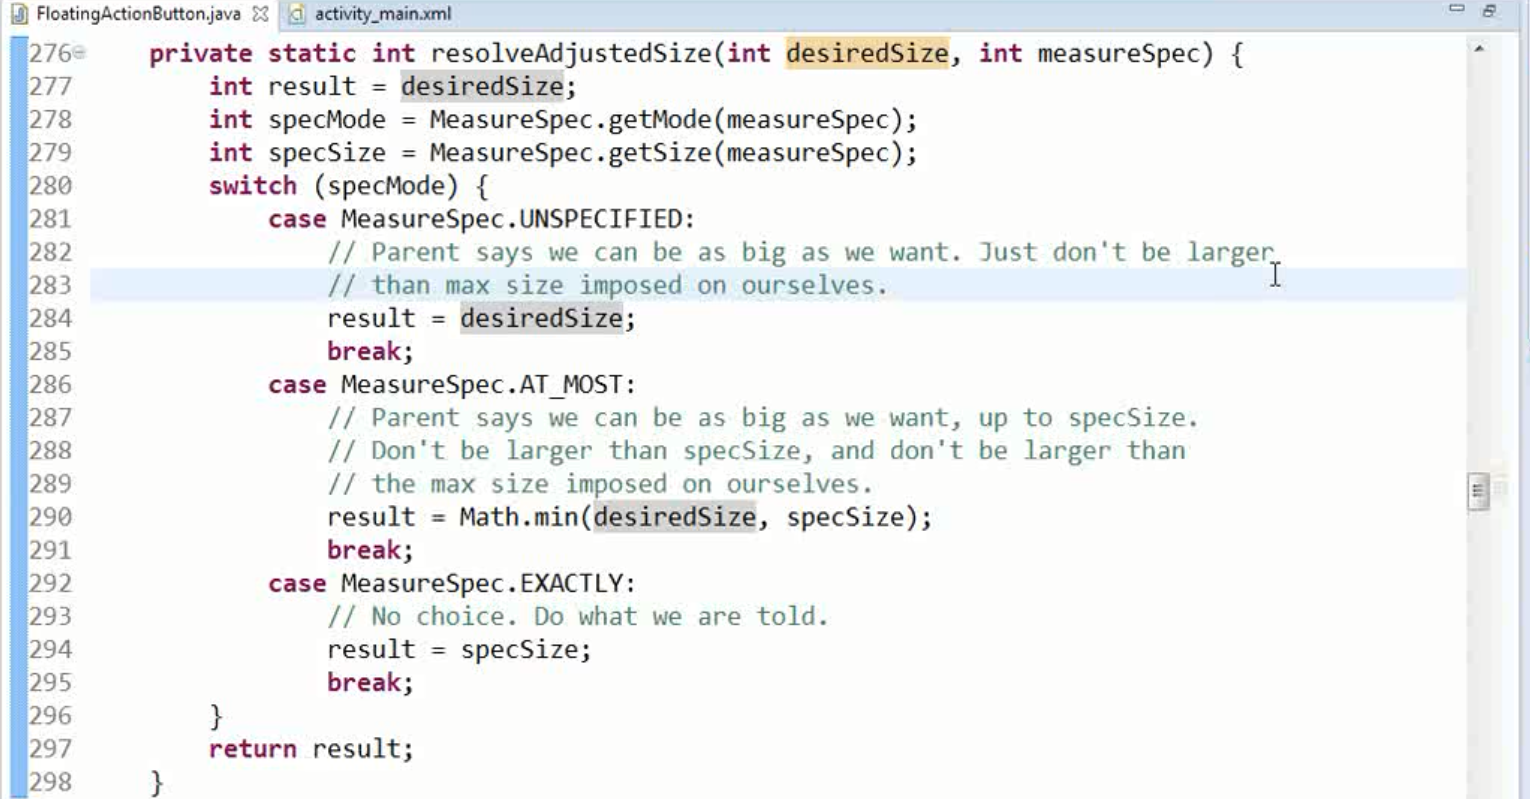 FloatingActionButton.java activity_main.xml
276 private static int resolveAdjustedSize(int desiredSize, int measureSpec) {
277 int result = desiredSize;
278 int specMode = MeasureSpec.getMode(measureSpec);
279 int specSize = MeasureSpec.getSize(measureSpec);
280 switch (specMode) {
281 case MeasureSpec.UNSPECIFIED:
282 // Parent says we can be as big as we want. Just don't be larger
283 // than max size imposed on ourselves.
284 result = desiredSize;
285 break;
286 case MeasureSpec.AT_MOST:
287 // Parent says we can be as big as we want, up to specSize.
288 // Don't be larger than specSize, and don't be larger than
289 // the max size imposed on ourselves.
290 result = Math.min(desiredSize, specSize);
291 break;
292 case MeasureSpec.EXACTLY:
293 // No choice. Do what we are told.
294 result = specSize;
295 break;
296 }
297 return result;
298 }